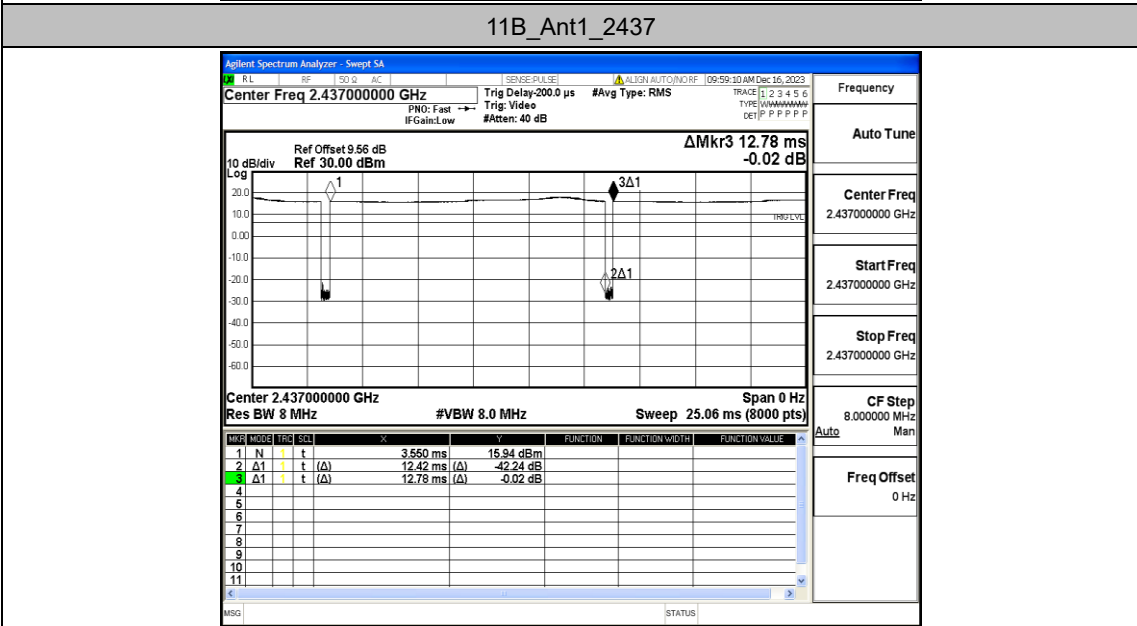 11B_Ant1_2437
Agilent Spectrum Analyzer - Swept SA
RL RF 50 Ω AC SENSE:PULSE ALIGN AUTO/NO RF 09:59:10 AM Dec 16, 2023
Center Freq 2.437000000 GHz Trig Delay-200.0 µs #Avg Type: RMS TRACE 1 2 3 4 5 6
PNO: Fast Trig: Video TYPE
IFGain:Low #Atten: 40 dB DET P P P P P P
ΔMkr3 12.78 ms
-0.02 dB
Ref Offset 9.56 dB
10 dB/div Ref 30.00 dBm
Log
1
3Δ1
20.0
10.0
TRIG LVL
0.00
-10.0
2Δ1
-20.0
-30.0
-40.0
-50.0
-60.0
Center 2.437000000 GHz Span 0 Hz
Res BW 8 MHz #VBW 8.0 MHz Sweep 25.06 ms (8000 pts)
MKR MODE TRC SCL X Y FUNCTION FUNCTION WIDTH FUNCTION VALUE
1 N 1 t 3.550 ms 15.94 dBm
2 Δ1 1 t (Δ) 12.42 ms (Δ) -42.24 dB
3 Δ1 1 t (Δ) 12.78 ms (Δ) -0.02 dB
4
5
6
7
8
9
10
11
MSG STATUS
Frequency
Auto Tune
Center Freq
2.437000000 GHz
Start Freq
2.437000000 GHz
Stop Freq
2.437000000 GHz
CF Step
8.000000 MHz
Auto Man
Freq Offset
0 Hz